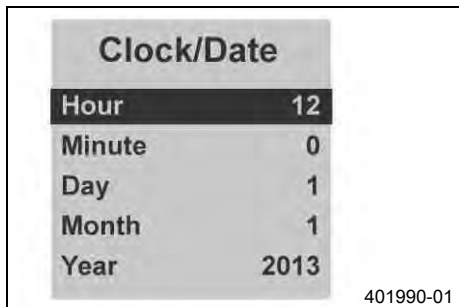 Clock/Date
Hour 12
Minute 0
Day 1
Month 1
Year 2013
401990-01